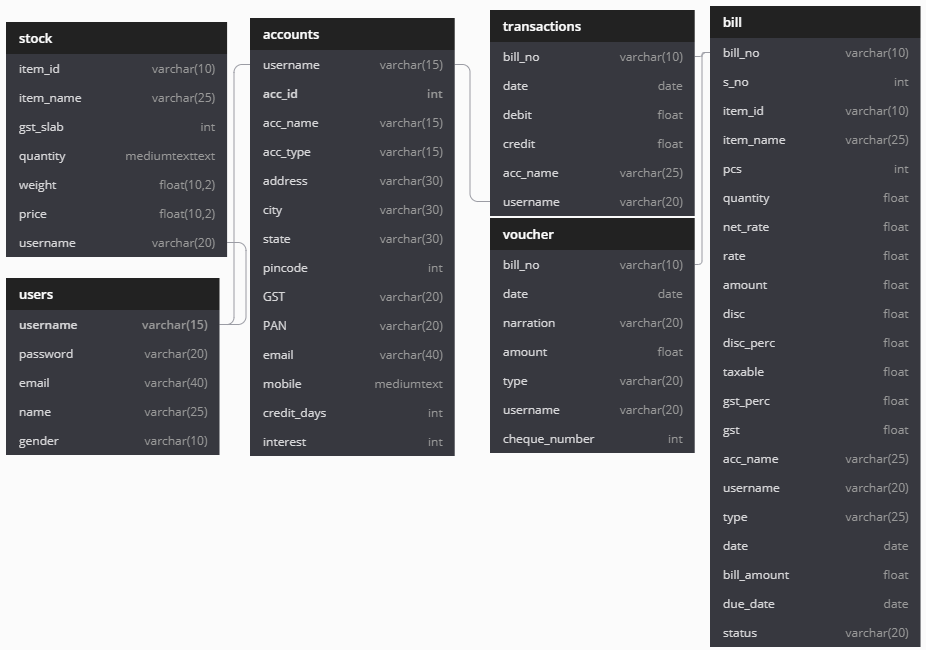 stock
item_id varchar(10)
item_name varchar(25)
gst_slab int
quantity mediumtexttext
weight float(10,2)
price float(10,2)
username varchar(20)
users
username varchar(15)
password varchar(20)
email varchar(40)
name varchar(25)
gender varchar(10)
accounts
username varchar(15)
acc_id int
acc_name varchar(15)
acc_type varchar(15)
address varchar(30)
city varchar(30)
state varchar(30)
pincode int
GST varchar(20)
PAN varchar(20)
email varchar(40)
mobile mediumtext
credit_days int
interest int
transactions
bill_no varchar(10)
date date
debit float
credit float
acc_name varchar(25)
username varchar(20)
voucher
bill_no varchar(10)
date date
narration varchar(20)
amount float
type varchar(20)
username varchar(20)
cheque_number int
bill
bill_no varchar(10)
s_no int
item_id varchar(10)
item_name varchar(25)
pcs int
quantity float
net_rate float
rate float
amount float
disc float
disc_perc float
taxable float
gst_perc float
gst float
acc_name varchar(25)
username varchar(20)
type varchar(25)
date date
bill_amount float
due_date date
status varchar(20)